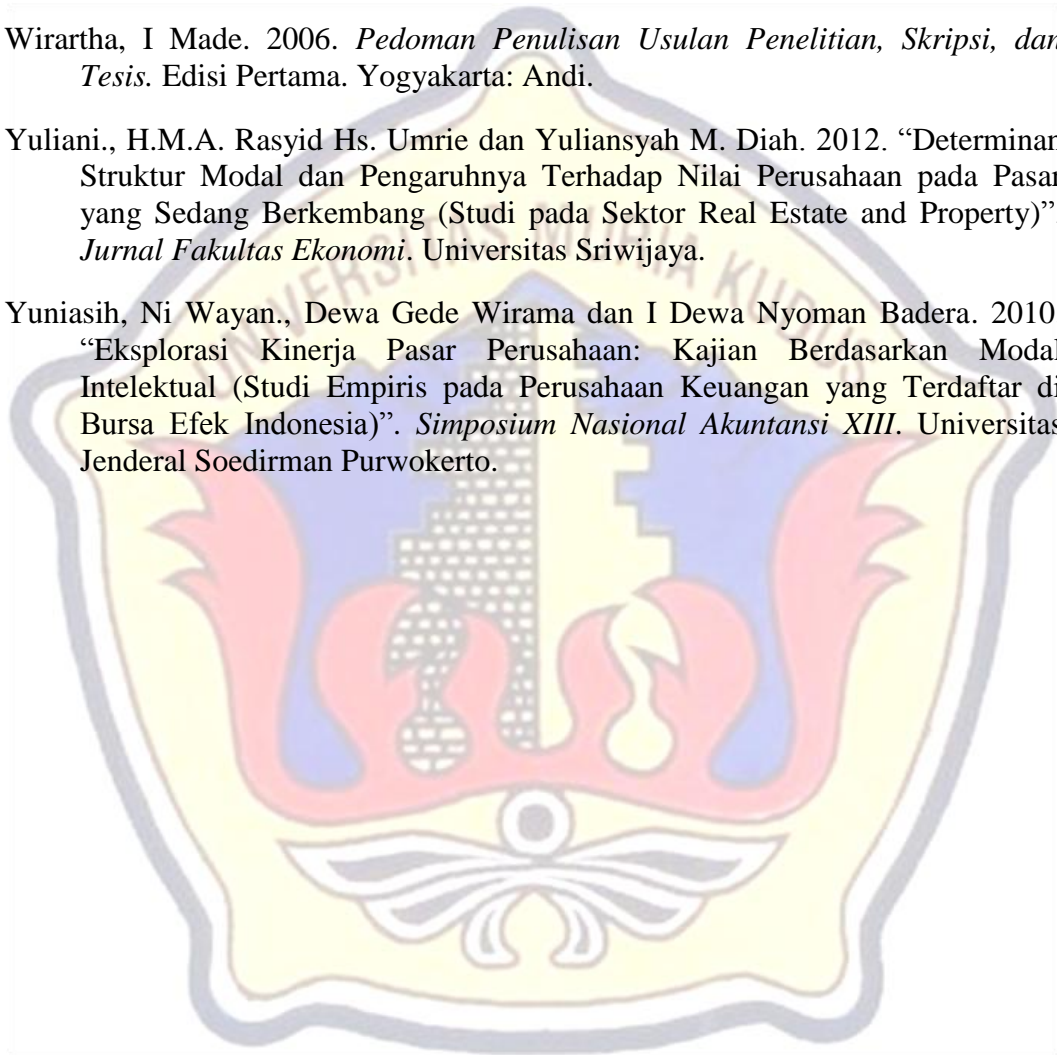 Wirartha, I Made. 2006. Pedoman Penulisan Usulan Penelitian, Skripsi, dan
Tesis. Edisi Pertama. Yogyakarta: Andi.
Yuliani., H.M.A. Rasyid Hs. Umrie dan Yuliansyah M. Diah. 2012. “Determinan
Struktur Modal dan Pengaruhnya Terhadap Nilai Perusahaan pada Pasar
yang Sedang Berkembang (Studi pada Sektor Real Estate and Property)”.
Jurnal Fakultas Ekonomi. Universitas Sriwijaya.
Yuniasih, Ni Wayan., Dewa Gede Wirama dan I Dewa Nyoman Badera. 2010.
“Eksplorasi Kinerja Pasar Perusahaan: Kajian Berdasarkan Modal
Intelektual (Studi Empiris pada Perusahaan Keuangan yang Terdaftar di
Bursa Efek Indonesia)”. Simposium Nasional Akuntansi XIII. Universitas
Jenderal Soedirman Purwokerto.
UNIVERSITAS MURIA KUDUS